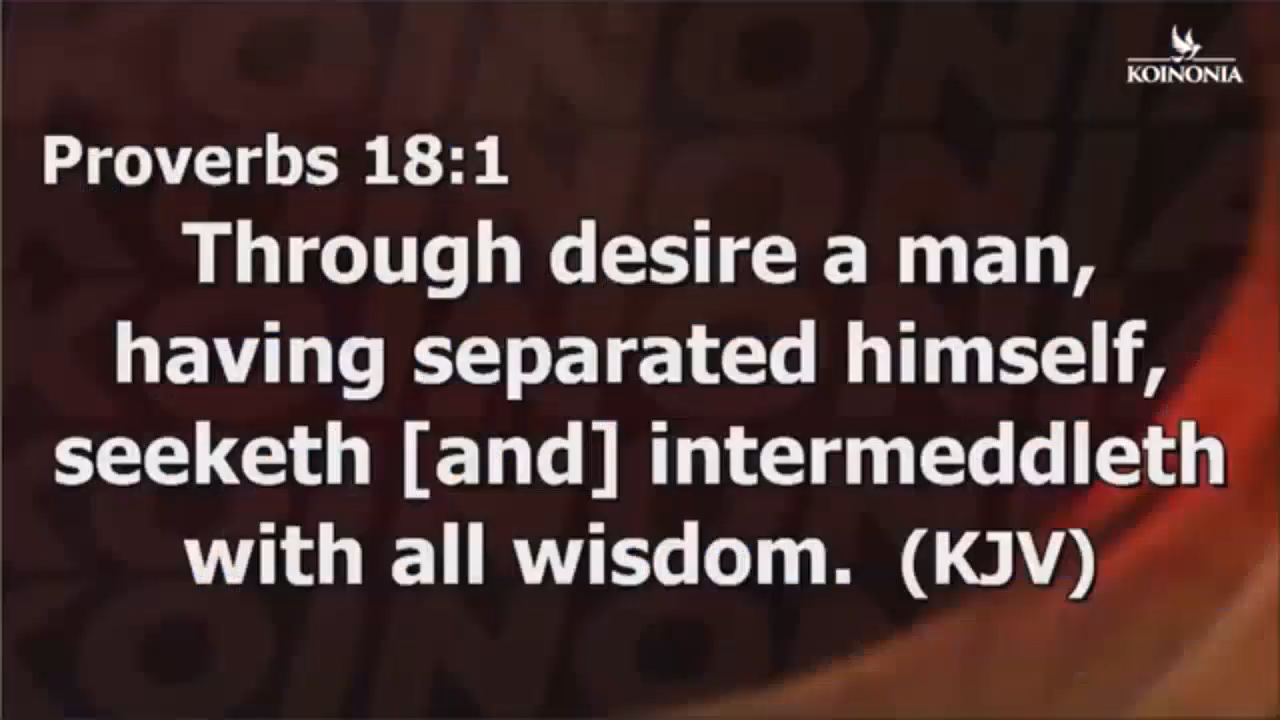 KOINONIA
Proverbs 18:1
Through desire a man,
having separated himself,
seeketh [and] intermeddleth
with all wisdom. (KJV)